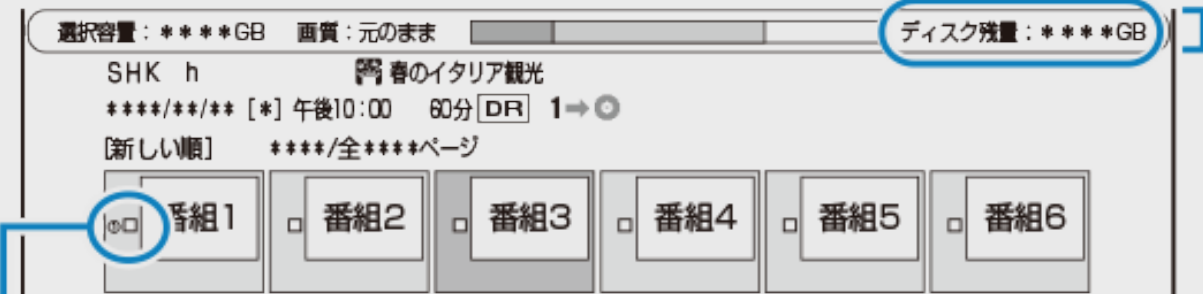 選択容量：＊＊＊＊GB 画質：元のまま ディスク残量：＊＊＊＊GB
SHK h 春のイタリア観光
＊＊＊＊/＊＊/＊＊ [＊] 午後10：00 60分 DR 1➡
[新しい順] ＊＊＊＊/全＊＊＊＊ページ
① 番組1 番組2 番組3 番組4 番組5 番組6